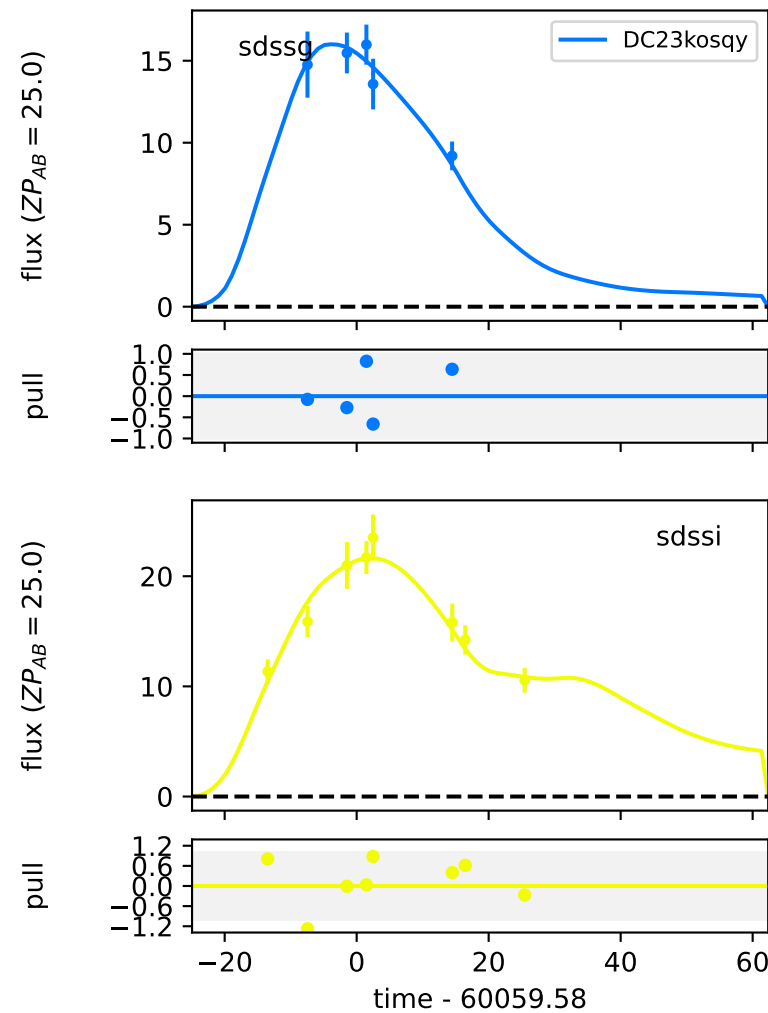 sdssg
DC23kosqy
flux (ZP_AB = 25.0)
15
10
5
0
pull
1.0
0.5
0.0
−0.5
−1.0
sdssi
flux (ZP_AB = 25.0)
20
10
0
pull
1.2
0.6
0.0
−0.6
−1.2
−20 0 20 40 60
time - 60059.58